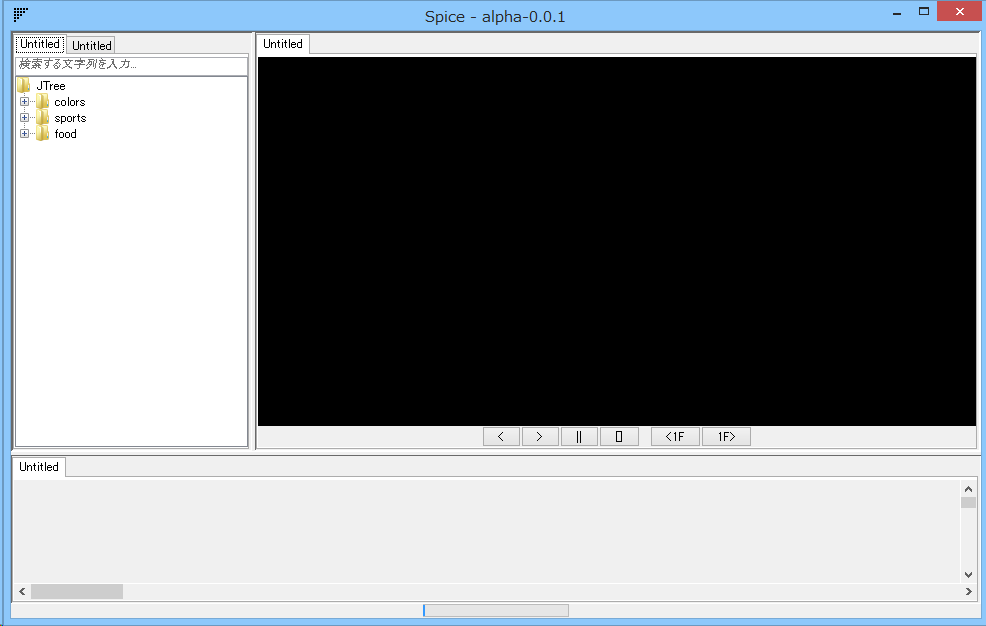 Spice - alpha-0.0.1
Untitled
Untitled
検索する文字列を入力...
JTree
colors
sports
food
Untitled
<
>
||
▯
<1F
1F>
Untitled